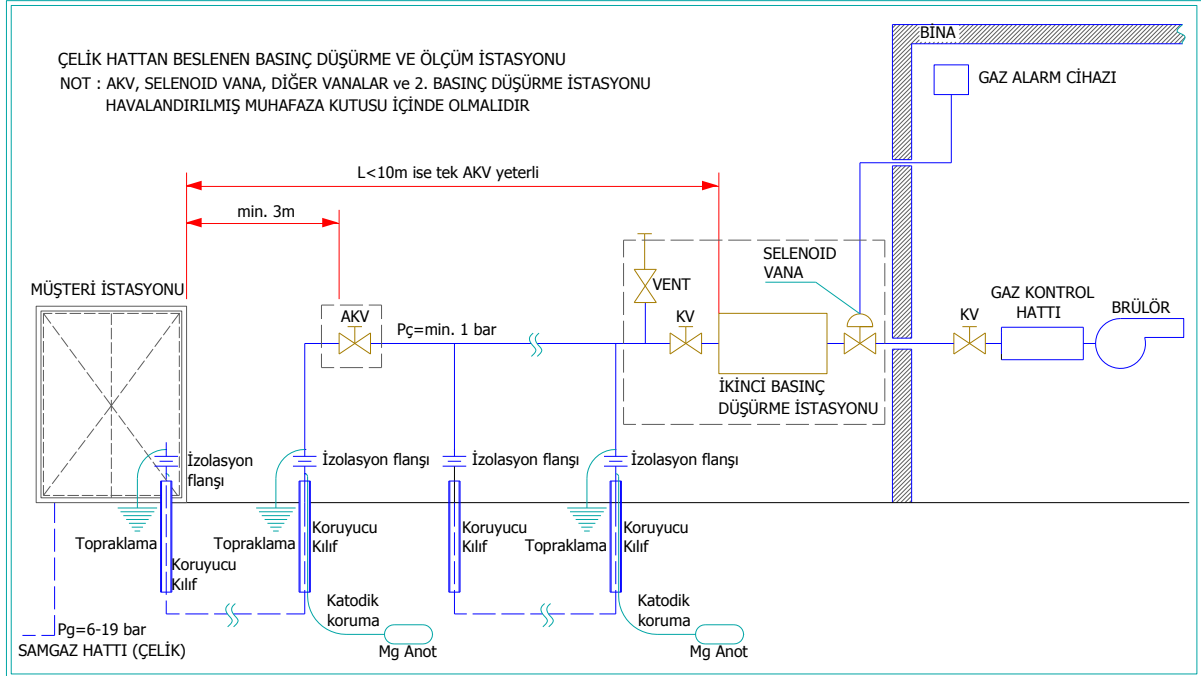 BİNA
ÇELİK HATTAN BESLENEN BASINÇ DÜŞÜRME VE ÖLÇÜM İSTASYONU
NOT : AKV, SELENOID VANA, DİĞER VANALAR ve 2. BASINÇ DÜŞÜRME İSTASYONU
HAVALANDIRILMIŞ MUHAFAZA KUTUSU İÇİNDE OLMALIDIR
GAZ ALARM CİHAZI
L<10m ise tek AKV yeterli
min. 3m
SELENOID
VANA
MÜŞTERİ İSTASYONU
VENT
GAZ KONTROL
HATTI
BRÜLÖR
AKV
Pç=min. 1 bar
KV
KV
İKİNCİ BASINÇ
DÜŞÜRME İSTASYONU
İzolasyon
flanşı
İzolasyon flanşı
İzolasyon flanşı
İzolasyon flanşı
Topraklama
Koruyucu
Kılıf
Topraklama
Koruyucu
Kılıf
Koruyucu
Kılıf
Topraklama
Koruyucu
Kılıf
Katodik
koruma
Mg Anot
Katodik
koruma
Mg Anot
Pg=6-19 bar
SAMGAZ HATTI (ÇELİK)